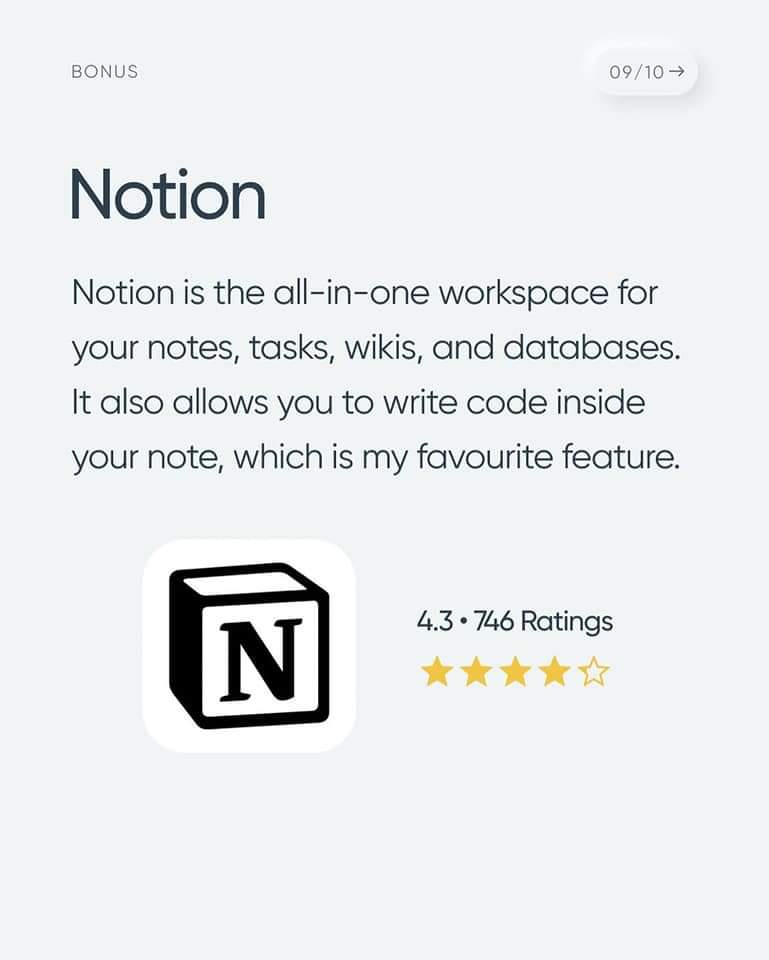 BONUS
09/10 →
Notion
Notion is the all-in-one workspace for
your notes, tasks, wikis, and databases.
It also allows you to write code inside
your note, which is my favourite feature.
N
4.3 • 746 Ratings